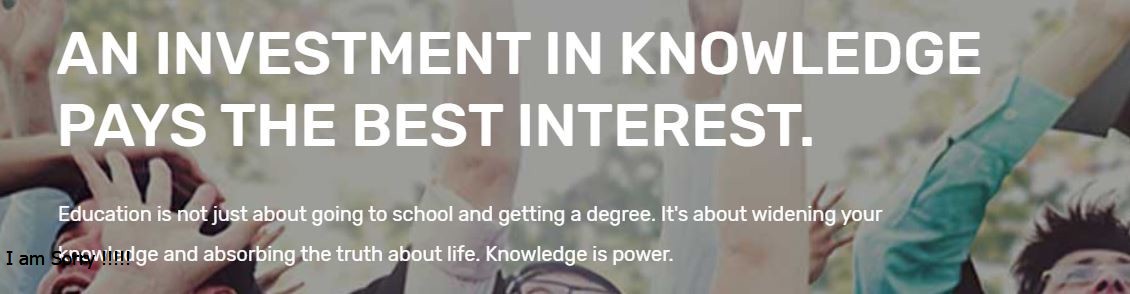 AN INVESTMENT IN KNOWLEDGE
PAYS THE BEST INTEREST.
Education is not just about going to school and getting a degree. It's about widening your
knowledge and absorbing the truth about life. Knowledge is power.
I am Sorry !!!!!